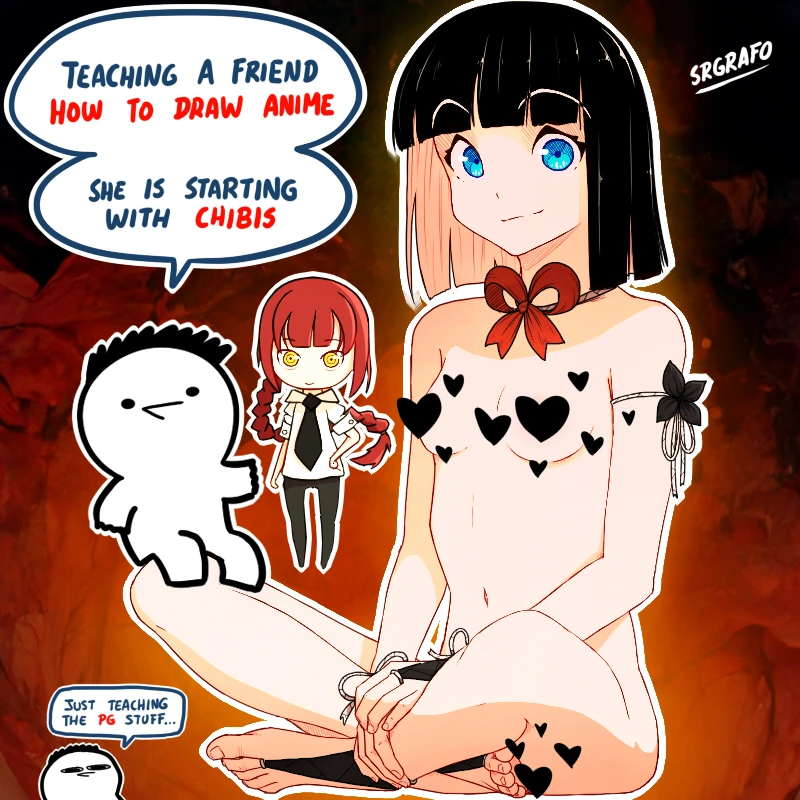 TEACHING A FRIEND
HOW TO DRAW ANIME
SHE IS STARTING
WITH CHIBIS
SRGRAFO
JUST TEACHING
THE PG STUFF...